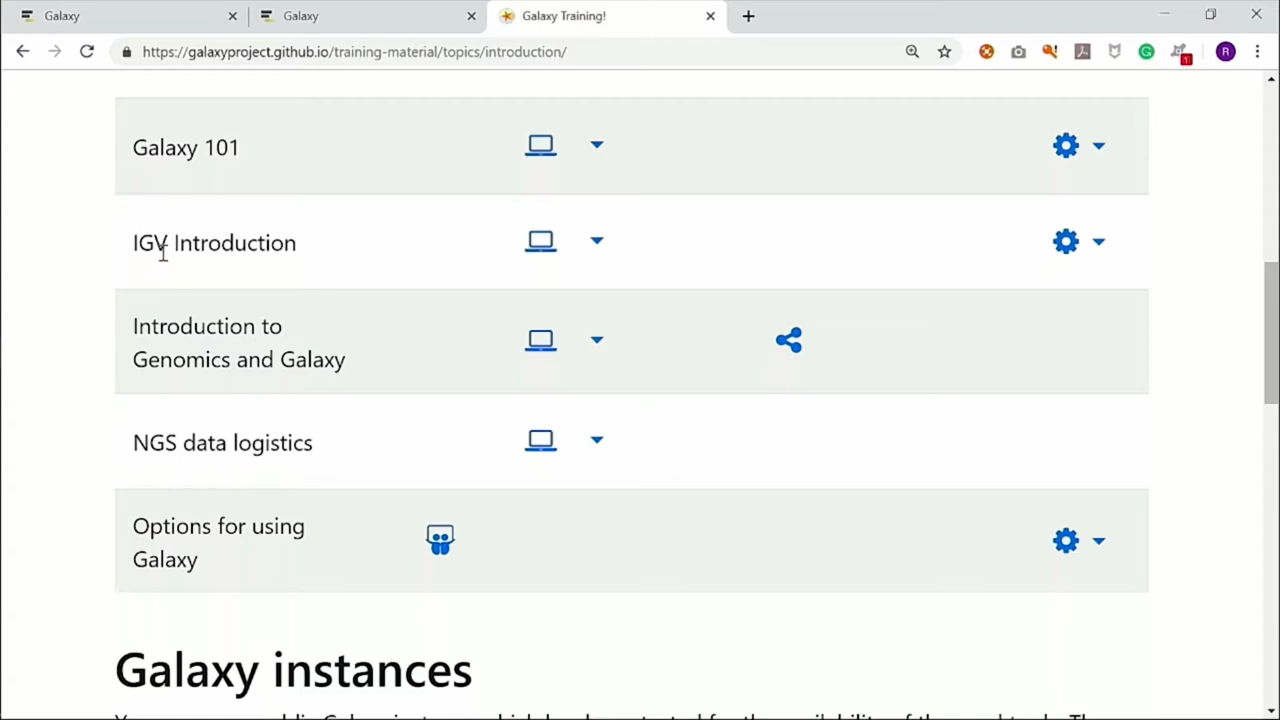 Galaxy
Galaxy
Galaxy Training!
https://galaxyproject.github.io/training-material/topics/introduction/
R
1
Galaxy 101
IGV Introduction
Introduction to
Genomics and Galaxy
NGS data logistics
Options for using
Galaxy
Galaxy instances